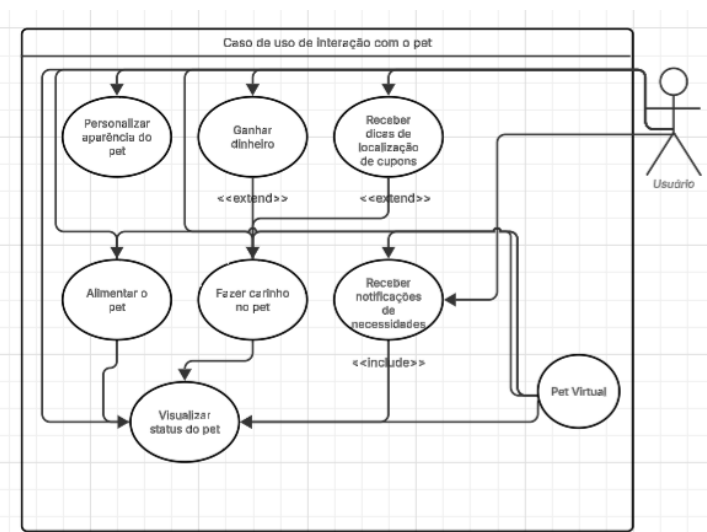 Caso de uso de interação com o pet
Personalizar
aparência do
pet
Ganhar
dinheiro
Receber
dicas de
localização
de cupons
Usuário
<<extend>>
<<extend>>
Alimentar o
pet
Fazer carinho
no pet
Receber
notificações
de
necessidades
<<include>>
Pet Virtual
Visualizar
status do pet